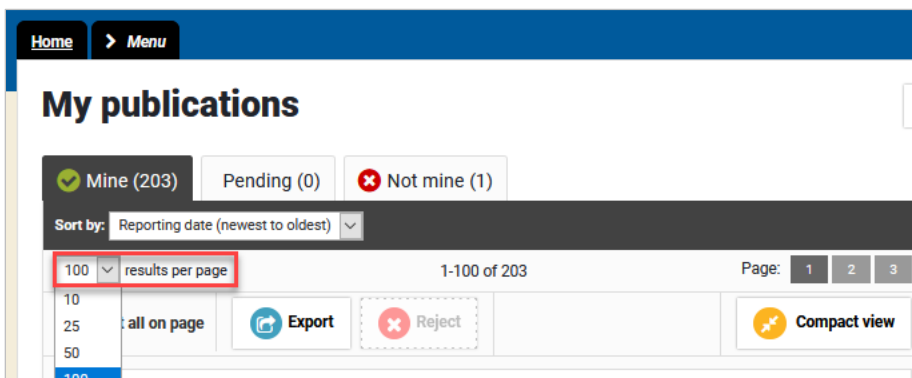 Home > Menu
My publications
Mine (203) Pending (0) Not mine (1)
Sort by: Reporting date (newest to oldest)
100 results per page 1-100 of 203 Page: 1 2 3
10
25 all on page Export Reject Compact view
50
100